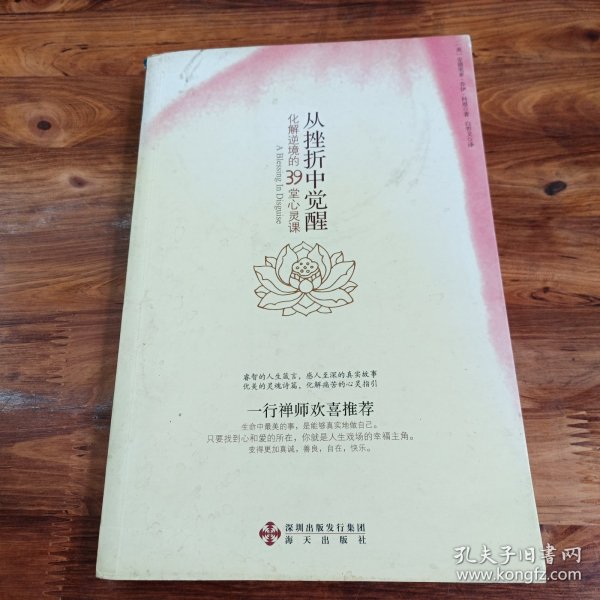 从挫折中觉醒
化解逆境的39堂心灵课
A Blessing In Disguise
睿智的人生箴言，感人至深的真实故事
优美的灵魂诗篇，化解痛苦的心灵指引
一行禅师欢喜推荐
生命中最美的事，是能够真实地做自己。
只要找到心和爱的所在，你就是人生戏场的幸福主角。
变得更加真诚，善良，自在，快乐。
深圳出版发行集团
海天出版社
孔夫子旧书网
www.kongfz.com